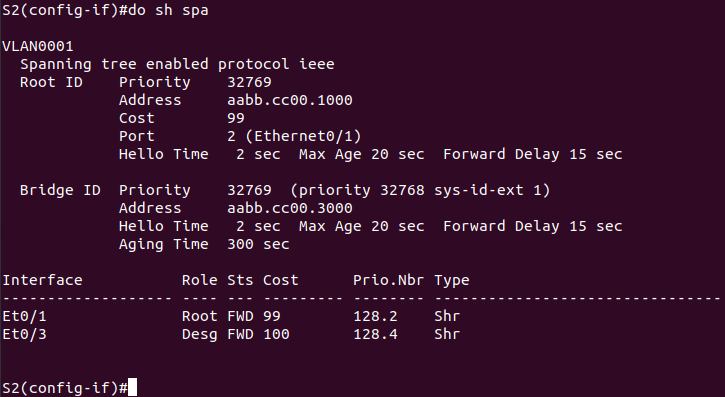 S2(config-if)#do sh spa
VLAN0001
  Spanning tree enabled protocol ieee
  Root ID    Priority    32769
             Address     aabb.cc00.1000
             Cost        99
             Port        2 (Ethernet0/1)
             Hello Time   2 sec  Max Age 20 sec  Forward Delay 15 sec
  Bridge ID  Priority    32769  (priority 32768 sys-id-ext 1)
             Address     aabb.cc00.3000
             Hello Time   2 sec  Max Age 20 sec  Forward Delay 15 sec
             Aging Time  300 sec
Interface           Role Sts Cost      Prio.Nbr Type
------------------- ---- --- --------- -------- --------------------------------
Et0/1               Root FWD 99        128.2    Shr
Et0/3               Desg FWD 100       128.4    Shr
S2(config-if)#